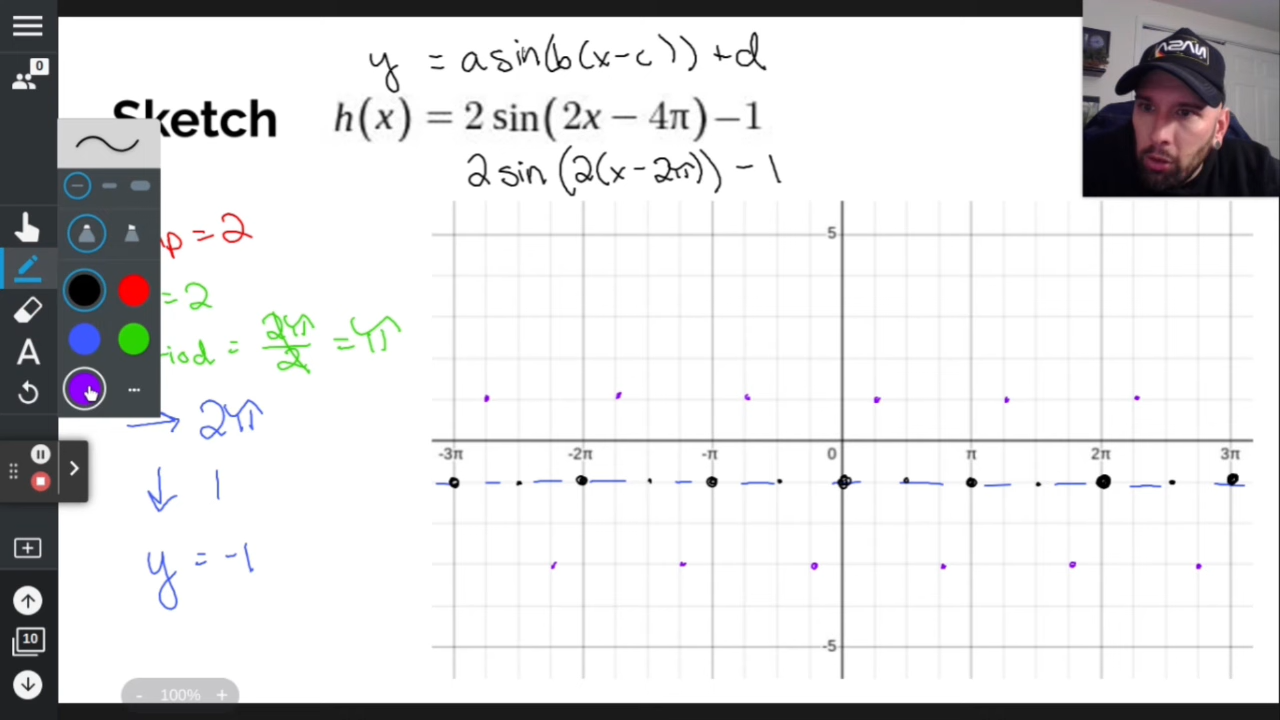 0
y = a sin(b(x-c)) + d
Sketch h(x) = 2 sin(2x − 4π) −1
2 sin (2(x-2π)) - 1
= 2
= 2
= 2π/2 = π
→ 2π
↓ 1
y = -1
5
-3π -2π -π 0 π 2π 3π
-5
A
10
- 100% +